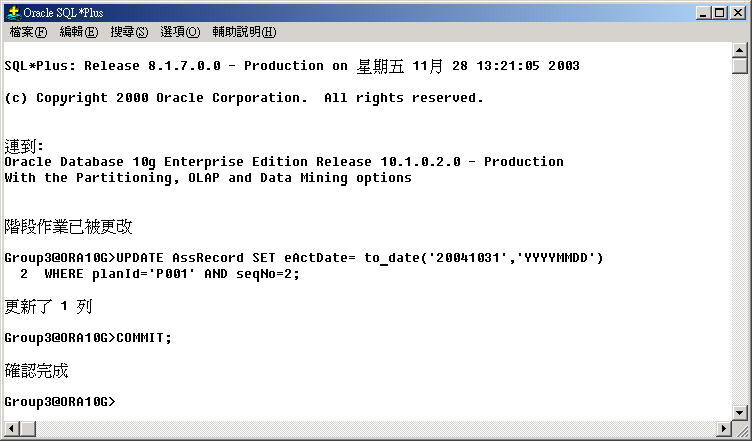 Oracle SQL*Plus
檔案(F) 編輯(E) 搜尋(S) 選項(O) 輔助說明(H)
SQL*Plus: Release 8.1.7.0.0 - Production on 星期五 11月 28 13:21:05 2003
(c) Copyright 2000 Oracle Corporation.  All rights reserved.
連到:
Oracle Database 10g Enterprise Edition Release 10.1.0.2.0 - Production
With the Partitioning, OLAP and Data Mining options
階段作業已被更改
Group3@ORA10G>UPDATE AssRecord SET eActDate= to_date('20041031','YYYYMMDD')
  2  WHERE planId='P001' AND seqNo=2;
更新了 1 列
Group3@ORA10G>COMMIT;
確認完成
Group3@ORA10G>